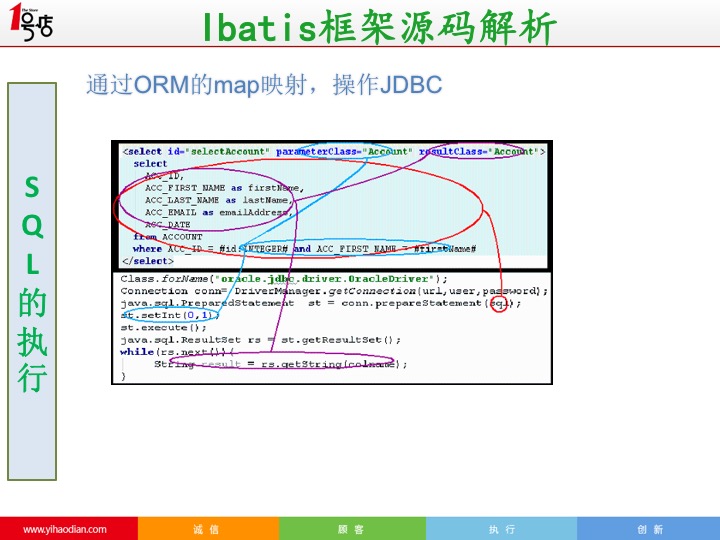 The Store
1号店
Ibatis框架源码解析
通过ORM的map映射，操作JDBC
SQL的执行
<select id="selectAccount" parameterClass="Account" resultClass="Account">
select
ACC_ID,
ACC_FIRST_NAME as firstName,
ACC_LAST_NAME as lastName,
ACC_EMAIL as emailAddress,
ACC_DATE
from ACCOUNT
where ACC_ID = #id:INTEGER# and ACC_FIRST_NAME = #firstName#
</select>
Class.forName("oracle.jdbc.driver.OracleDriver");
Connection conn= DriverManager.getConnection(url,user,password);
java.sql.PreparedStatement st = conn.prepareStatement(sql);
st.setInt(0,1);
st.execute();
java.sql.ResultSet rs = st.getResultSet();
while(rs.next()){
String result = rs.getString(colname);
}
www.yihaodian.com 诚 信 顾 客 执 行 创 新